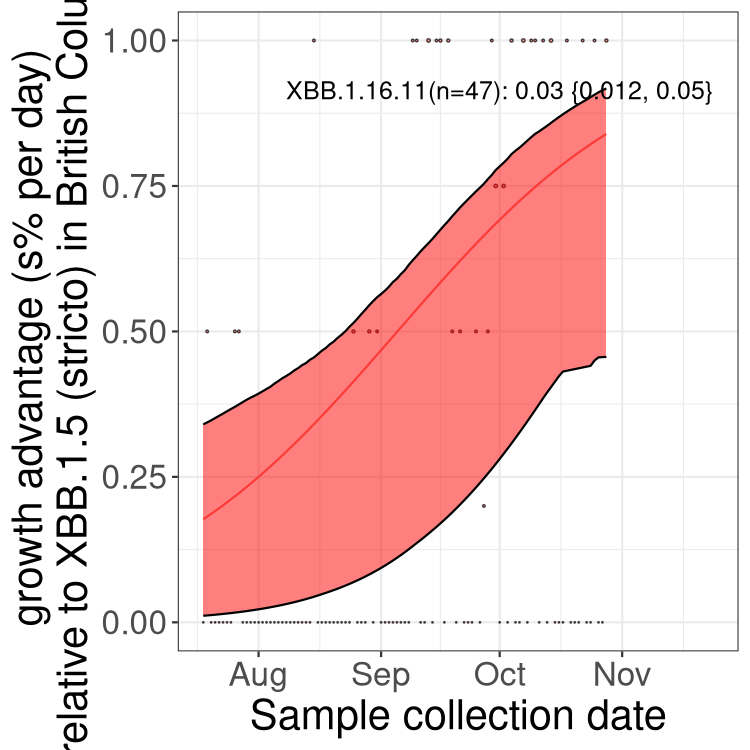 growth advantage (s% per day)
relative to XBB.1.5 (stricto) in British Colu
1.00
0.75
0.50
0.25
0.00
XBB.1.16.11(n=47): 0.03 {0.012, 0.05}
Aug Sep Oct Nov
Sample collection date